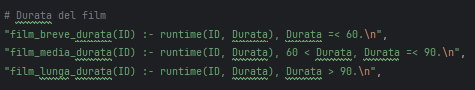 # Durata del film
"film_breve_durata(ID) :- runtime(ID, Durata), Durata =< 60.\n",
"film_media_durata(ID) :- runtime(ID, Durata), 60 < Durata, Durata =< 90.\n",
"film_lunga_durata(ID) :- runtime(ID, Durata), Durata > 90.\n",